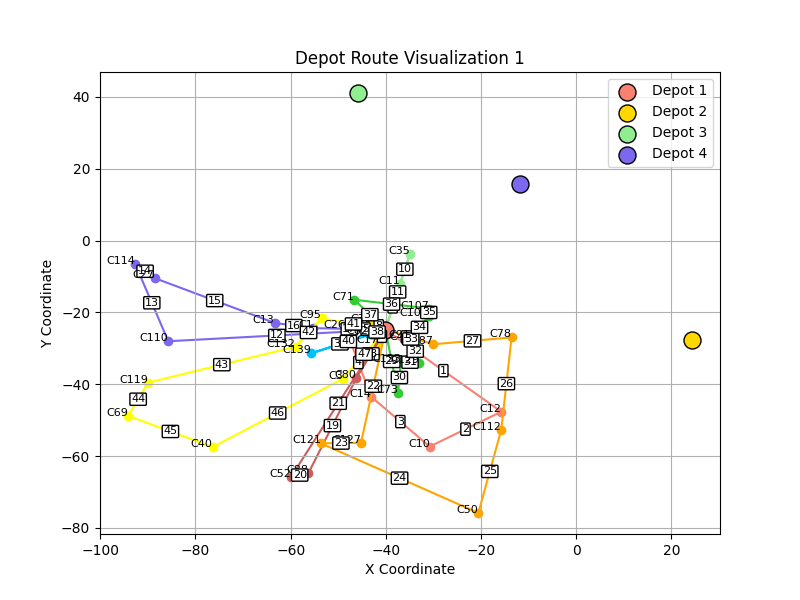 Depot Route Visualization 1
Depot 1
Depot 2
Depot 3
Depot 4
Y Coordinate
40
20
0
−20
−40
−60
−80
−100
−80
−60
−40
−20
0
20
X Coordinate
C35
10
C114
14
C11
11
13
15
C71
36
C107
35
C95
37
C13
16
41
34
42
12
C110
C132
40
38
33
27
C78
C139
47
32
43
1
C119
30
26
22
C14
C73
44
21
C69
46
3
C12
45
19
2
C112
C40
C121
23
C10
C52
20
24
25
C50